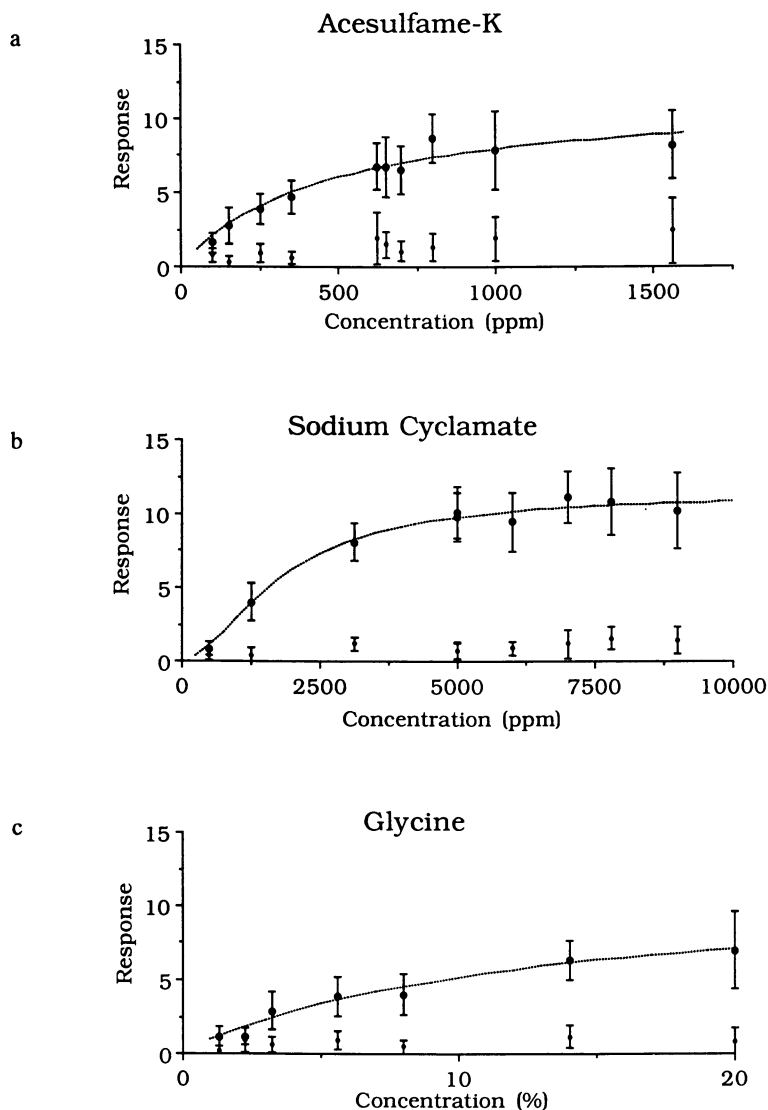 a
Acesulfame-K
15
10
5
0
Response
0 500 1000 1500
Concentration (ppm)
b
Sodium Cyclamate
15
10
5
0
Response
0 2500 5000 7500 10000
Concentration (ppm)
c
Glycine
15
10
5
0
Response
0 10 20
Concentration (%)